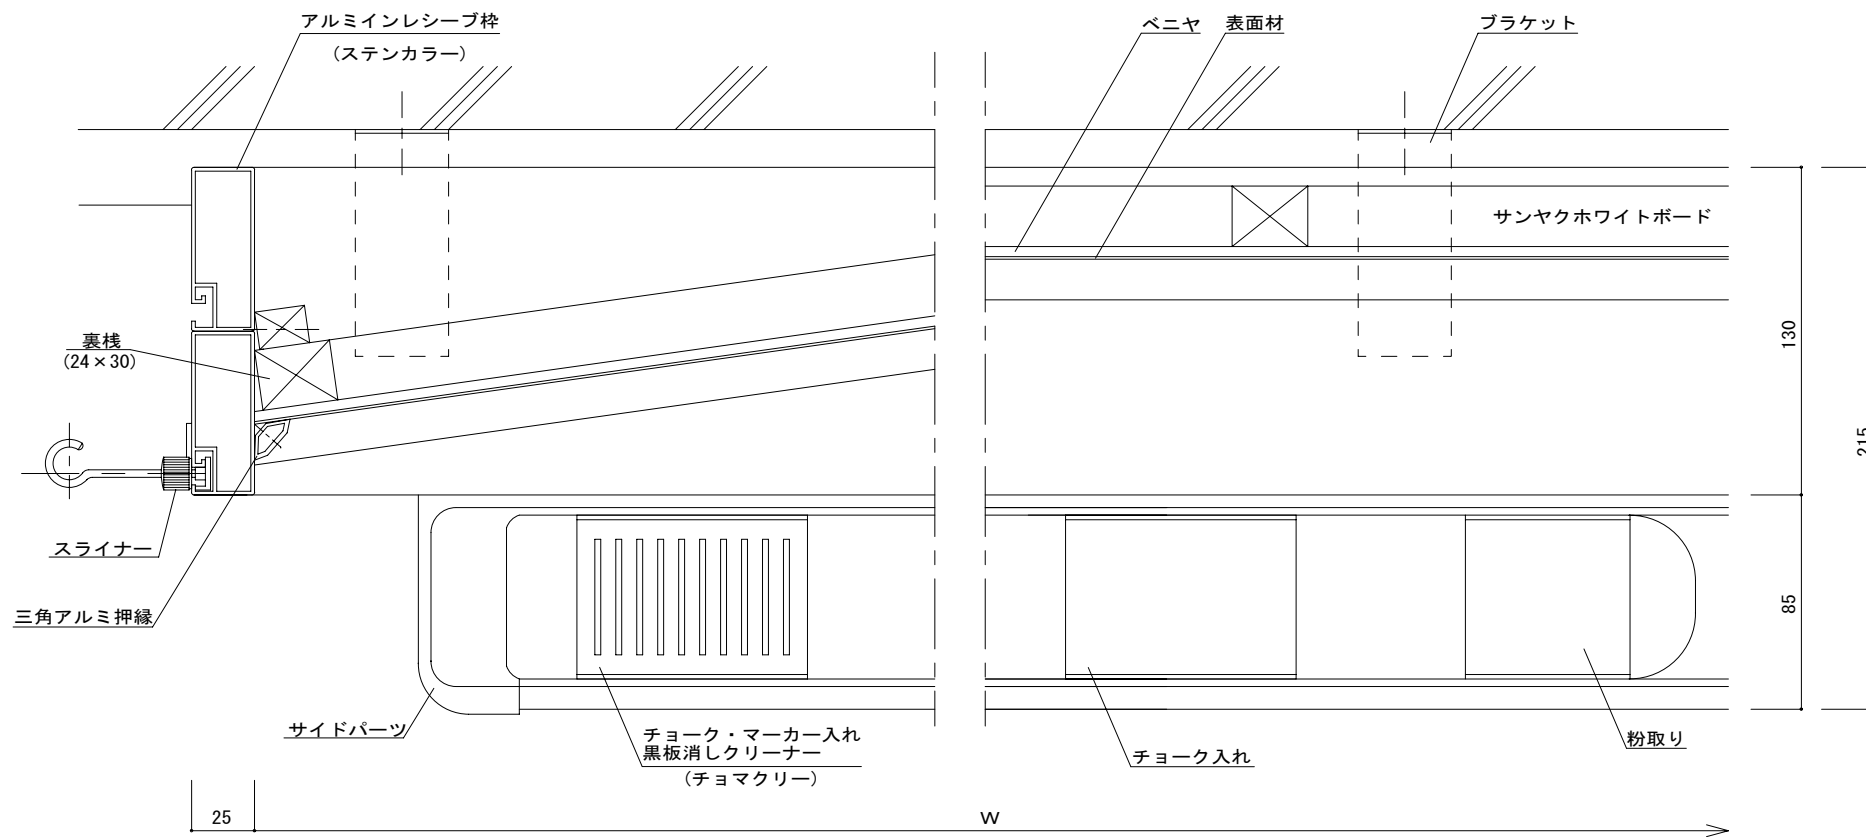 アルミインレシーブ枠
(ステンカラー)
ベニヤ
表面材
ブラケット
サンヤクホワイトボード
裏桟
(24×30)
130
215
スライナー
三角アルミ押縁
85
サイドパーツ
チョーク・マーカー入れ
黒板消しクリーナー
(チョマクリー)
チョーク入れ
粉取り
25
W